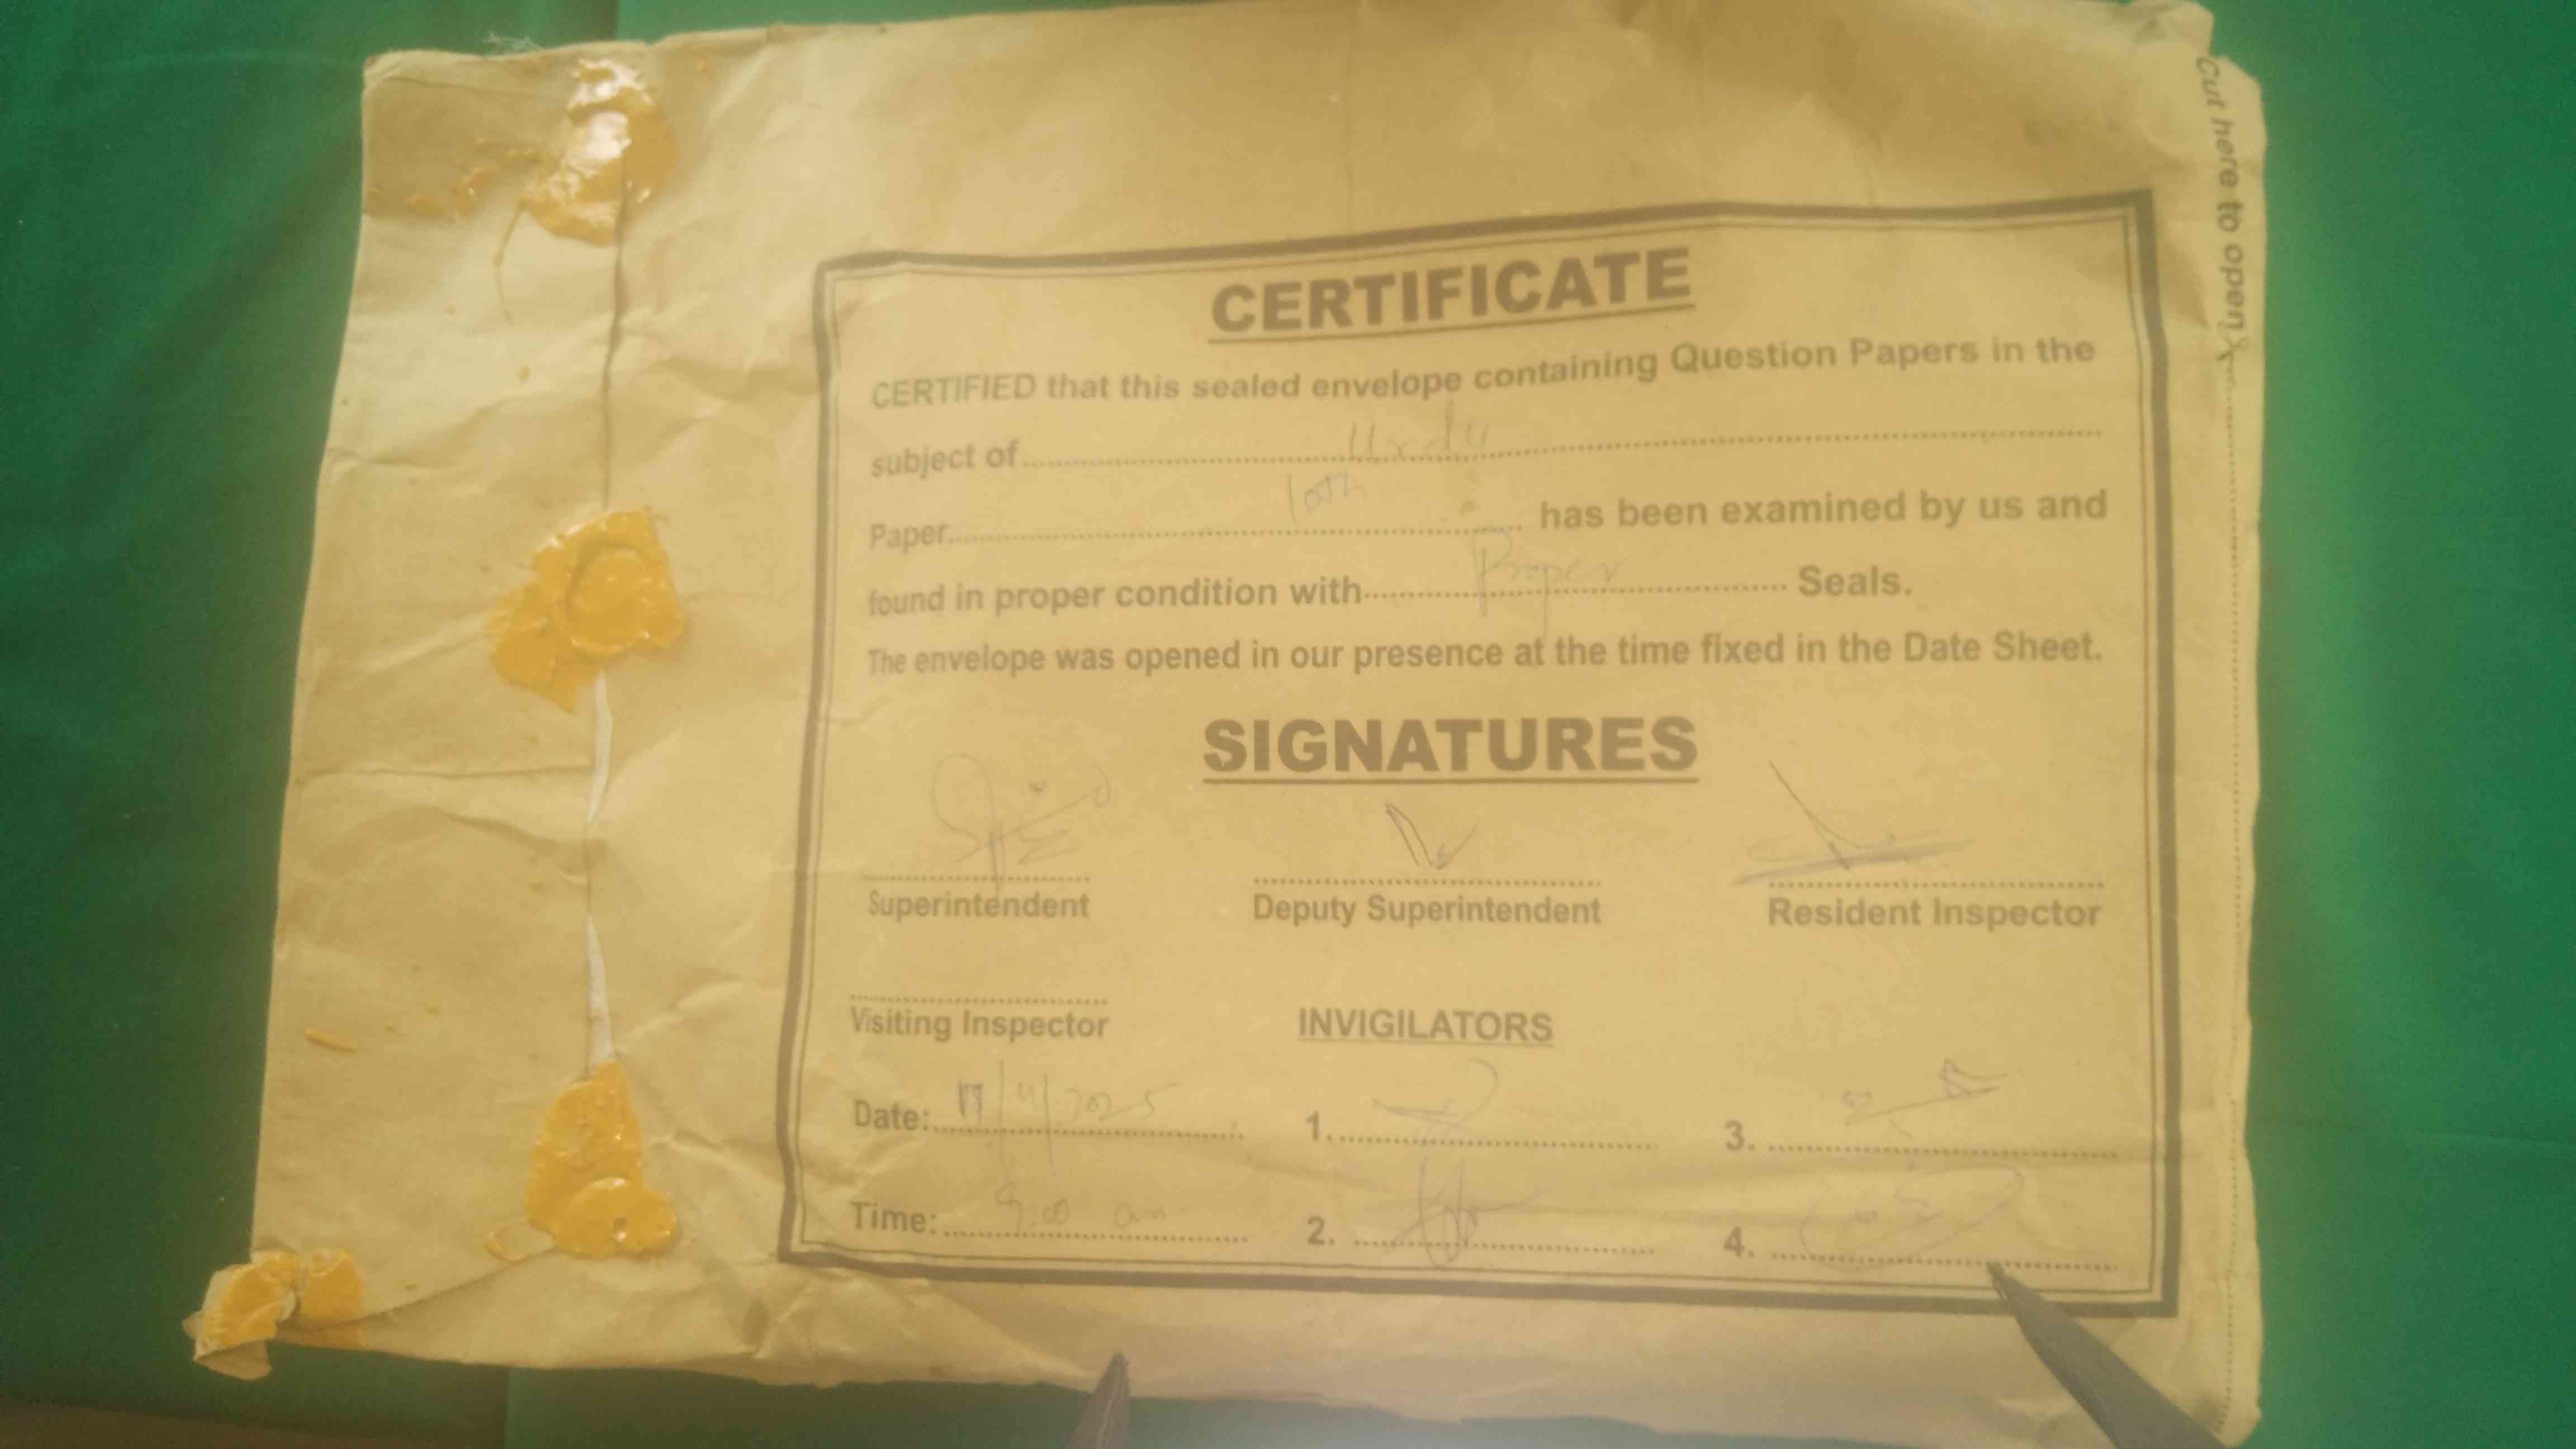 Cut here to open
CERTIFICATE
CERTIFIED that this sealed envelope containing Question Papers in the
subject of Urdu
Paper 10th has been examined by us and
found in proper condition with Proper Seals.
The envelope was opened in our presence at the time fixed in the Date Sheet.
SIGNATURES
Superintendent Deputy Superintendent Resident Inspector
Visiting Inspector INVIGILATORS
Date: /4/2025 1. 3.
Time: 9.00 am 2. 4.